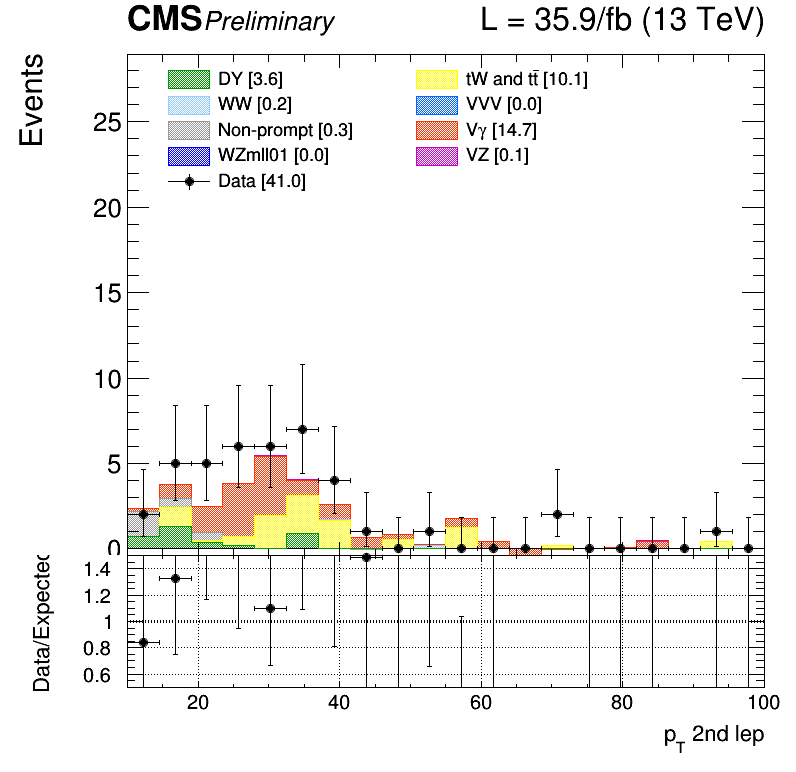 CMS Preliminary L = 35.9/fb (13 TeV)
Events
DY [3.6]
WW [0.2]
Non-prompt [0.3]
WZmll01 [0.0]
Data [41.0]
tW and tt̄ [10.1]
VVV [0.0]
Vγ [14.7]
VZ [0.1]
25
20
15
10
5
0
Data/Expected
1.4
1.2
1
0.8
0.6
20 40 60 80 100
p_T 2nd lep